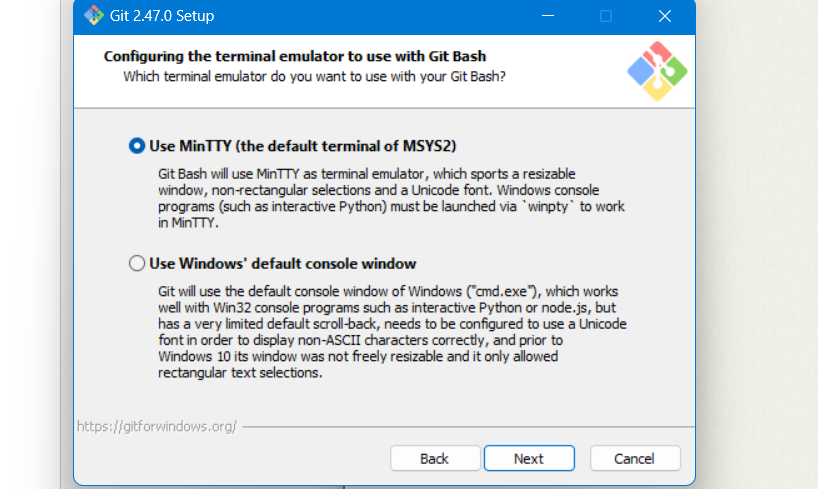 Git 2.47.0 Setup
Configuring the terminal emulator to use with Git Bash
Which terminal emulator do you want to use with your Git Bash?
Use MinTTY (the default terminal of MSYS2)
Git Bash will use MinTTY as terminal emulator, which sports a resizable
window, non-rectangular selections and a Unicode font. Windows console
programs (such as interactive Python) must be launched via `winpty` to work
in MinTTY.
Use Windows' default console window
Git will use the default console window of Windows ("cmd.exe"), which works
well with Win32 console programs such as interactive Python or node.js, but
has a very limited default scroll-back, needs to be configured to use a Unicode
font in order to display non-ASCII characters correctly, and prior to
Windows 10 its window was not freely resizable and it only allowed
rectangular text selections.
https://gitforwindows.org/
Back Next Cancel